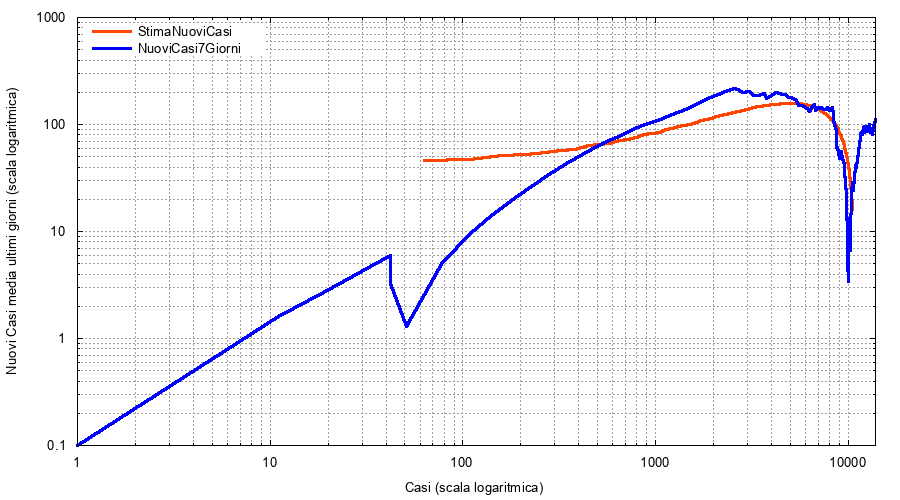 1000
StimaNuoviCasi
NuoviCasi7Giorni
100
10
1
0.1
Nuovi Casi media ultimi giorni (scala logaritmica)
1 10 100 1000 10000
Casi (scala logaritmica)